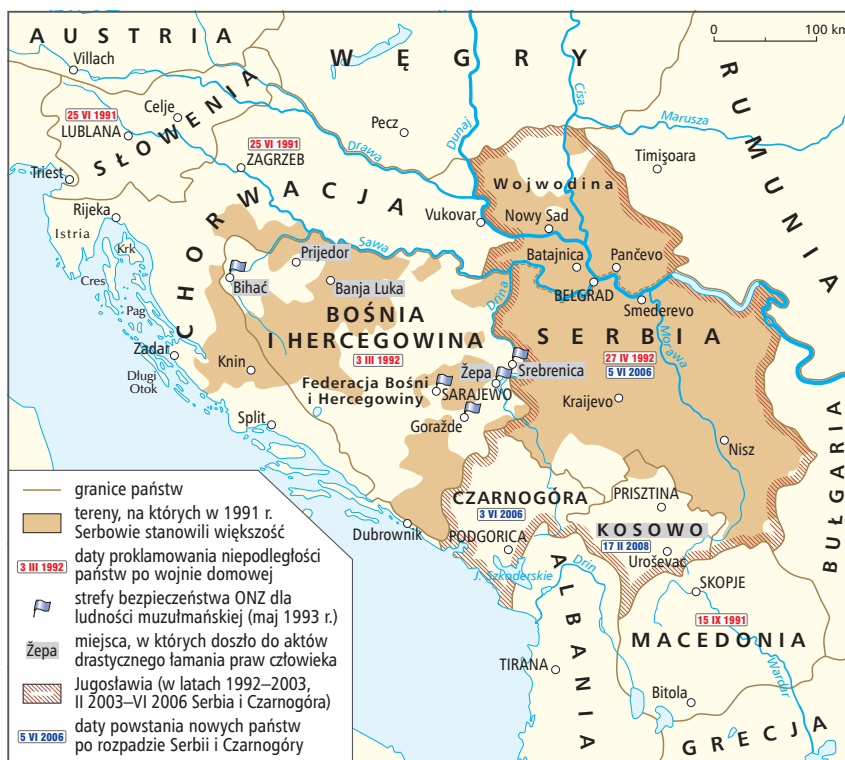 AUSTRIA
Villach
WĘGRY
0 100 km
RUMUNIA
25 VI 1991
LUBLANA
Celje
SŁOWENIA
Pecz
Dunaj
Cisa
Marusza
25 VI 1991
ZAGRZEB
Drawa
Timişoara
Triest
CHORWACJA
Wojwodina
Rijeka
Istria
Krk
Vukovar
Nowy Sad
Sawa
Prijedor
Batajnica
Pančevo
Cres
Bihać
Banja Luka
Drina
BELGRAD
Smederevo
Pag
BOŚNIA
I HERCEGOWINA
SERBIA
Morawa
Zadar
Knin
3 III 1992
27 IV 1992
5 VI 2006
Długi
Otok
Federacja Bośni
i Hercegowiny
SARAJEWO
Żepa
Srebrenica
Kraijevo
Split
Goražde
Nisz
BUŁGARIA
CZARNOGÓRA
3 VI 2006
PRISZTINA
KOSOWO
17 II 2008
Dubrownik
PODGORICA
Uroševac
J. Szkoderskie
Drin
SKOPJE
ALBANIA
15 IX 1991
MACEDONIA
TIRANA
Wardar
Bitola
GRECJA
granice państw
tereny, na których w 1991 r.
Serbowie stanowili większość
3 III 1992 daty proklamowania niepodległości
państw po wojnie domowej
strefy bezpieczeństwa ONZ dla
ludności muzułmańskiej (maj 1993 r.)
Żepa miejsca, w których doszło do aktów
drastycznego łamania praw człowieka
Jugosławia (w latach 1992–2003,
II 2003–VI 2006 Serbia i Czarnogóra)
5 VI 2006 daty powstania nowych państw
po rozpadzie Serbii i Czarnogóry